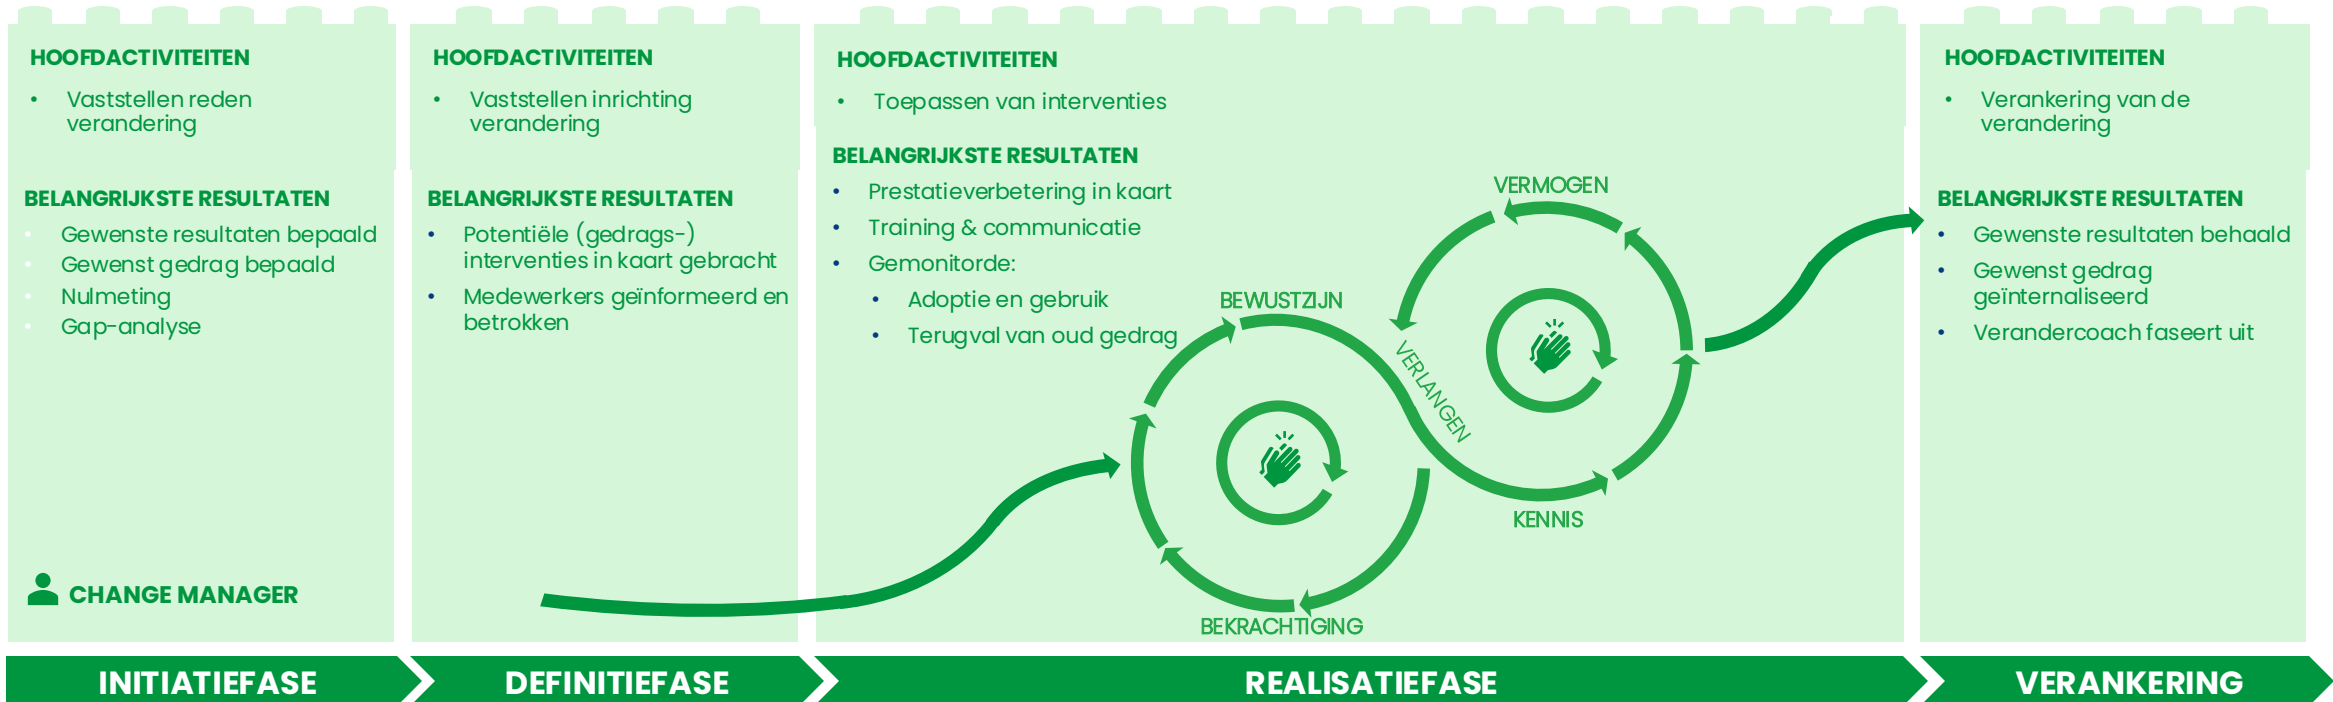 HOOFDACTIVITEITEN
• Vaststellen reden
verandering
BELANGRIJKSTE RESULTATEN
• Gewenste resultaten bepaald
• Gewenst gedrag bepaald
• Nulmeting
• Gap-analyse
CHANGE MANAGER
INITIATIEFASE
HOOFDACTIVITEITEN
• Vaststellen inrichting
verandering
BELANGRIJKSTE RESULTATEN
• Potentiële (gedrags-)
interventies in kaart gebracht
• Medewerkers geïnformeerd en
betrokken
DEFINITIEFASE
HOOFDACTIVITEITEN
• Toepassen van interventies
BELANGRIJKSTE RESULTATEN
• Prestatieverbetering in kaart
• Training & communicatie
• Gemonitorde:
• Adoptie en gebruik
• Terugval van oud gedrag
BEWUSTZIJN
VERLANGEN
KENNIS
VERMOGEN
BEKRACHTIGING
REALISATIEFASE
HOOFDACTIVITEITEN
• Verankering van de
verandering
BELANGRIJKSTE RESULTATEN
• Gewenste resultaten behaald
• Gewenst gedrag
geïnternaliseerd
• Verandercoach faseert uit
VERANKERING